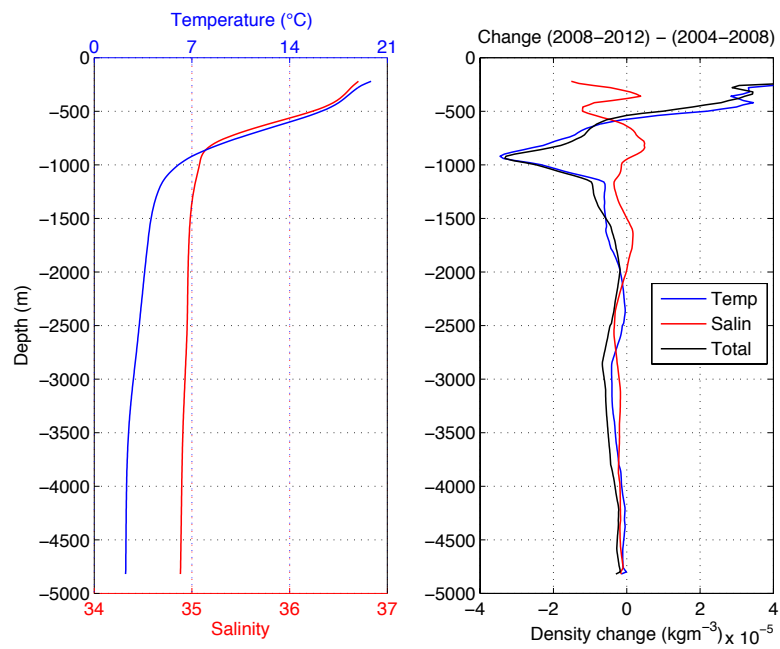 Temperature (°C)
0 7 14 21
0
−500
−1000
−1500
−2000
−2500
−3000
−3500
−4000
−4500
−5000
Depth (m)
34 35 36 37
Salinity
Change (2008−2012) − (2004−2008)
0
−500
−1000
−1500
−2000
−2500
−3000
−3500
−4000
−4500
−5000
Temp
Salin
Total
−4 −2 0 2 4
Density change (kgm−3) x 10−5